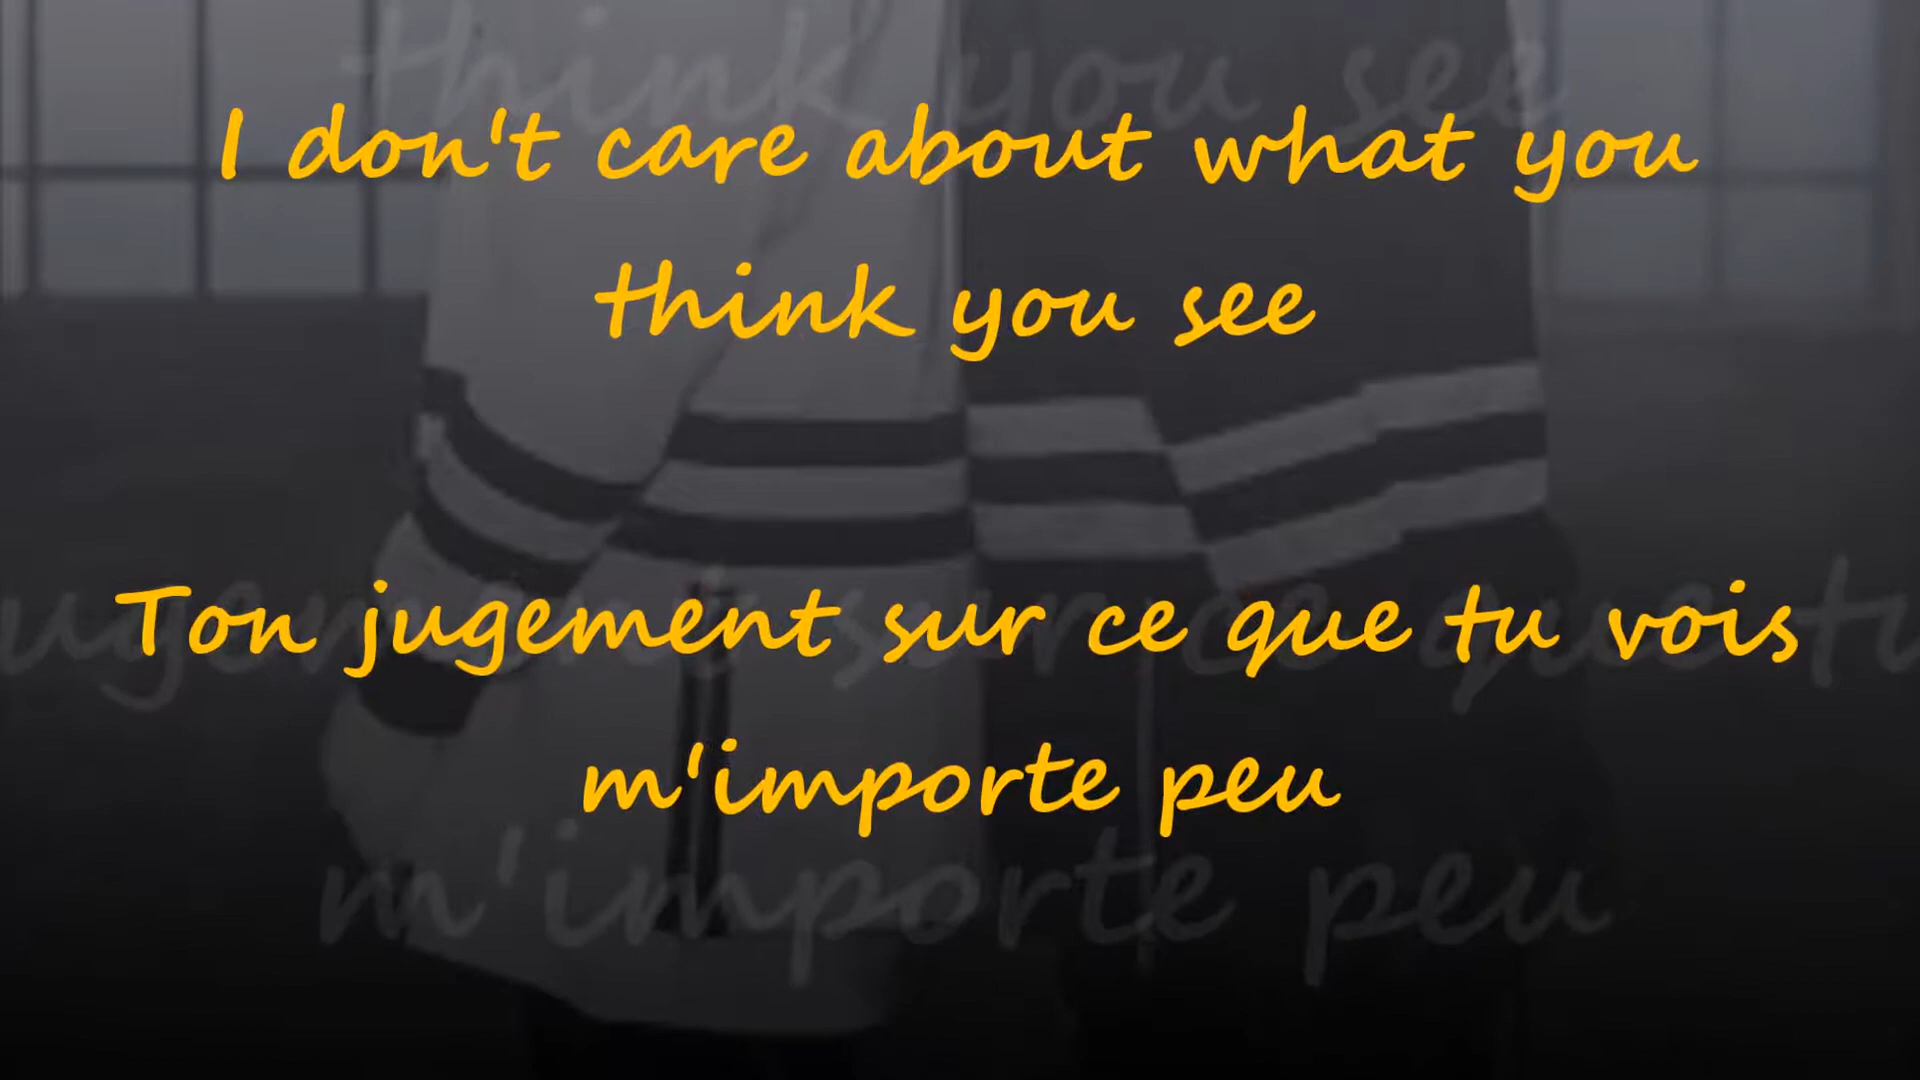 I don't care about what you
think you see
Ton jugement sur ce que tu vois
m'importe peu